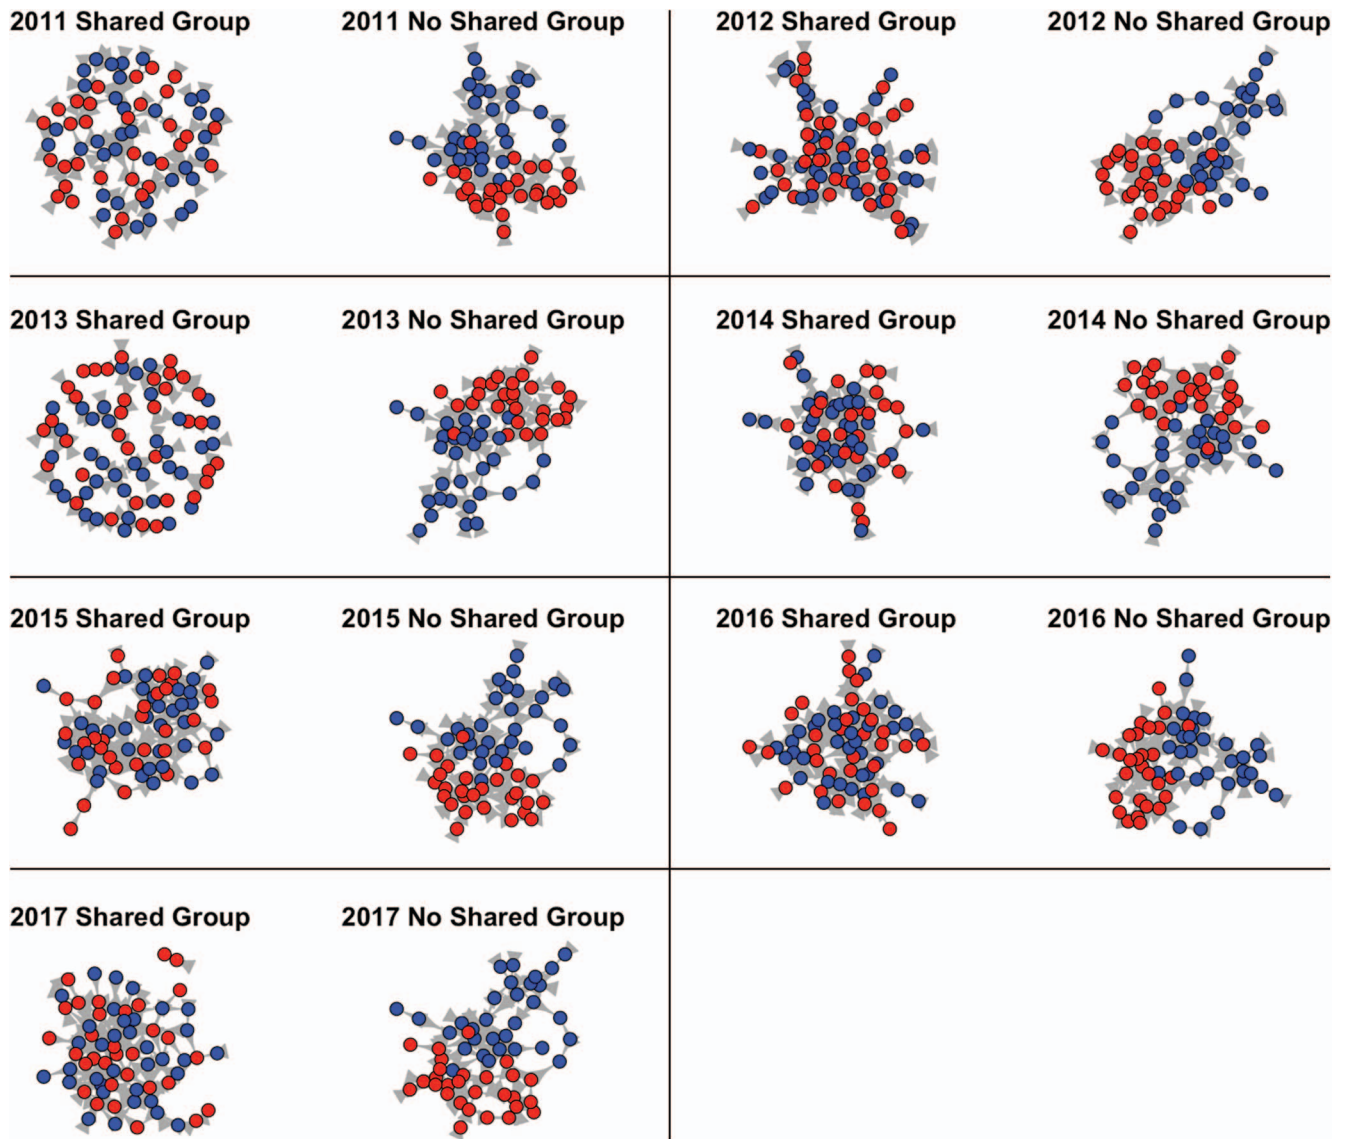 2011 Shared Group
2011 No Shared Group
2012 Shared Group
2012 No Shared Group
2013 Shared Group
2013 No Shared Group
2014 Shared Group
2014 No Shared Group
2015 Shared Group
2015 No Shared Group
2016 Shared Group
2016 No Shared Group
2017 Shared Group
2017 No Shared Group